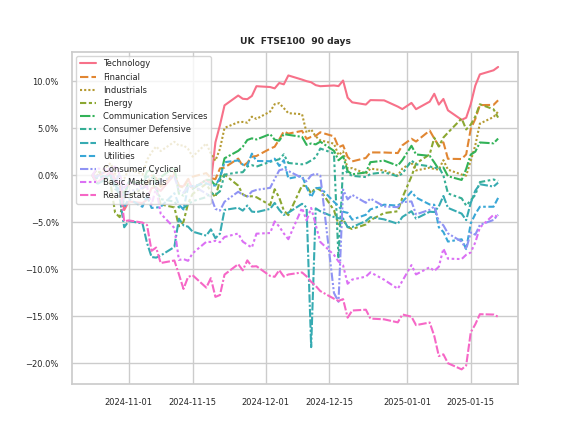 UK  FTSE100  90 days
10.0%
5.0%
0.0%
−5.0%
−10.0%
−15.0%
−20.0%
Technology
Financial
Industrials
Energy
Communication Services
Consumer Defensive
Healthcare
Utilities
Consumer Cyclical
Basic Materials
Real Estate
2024-11-01 2024-11-15 2024-12-01 2024-12-15 2025-01-01 2025-01-15